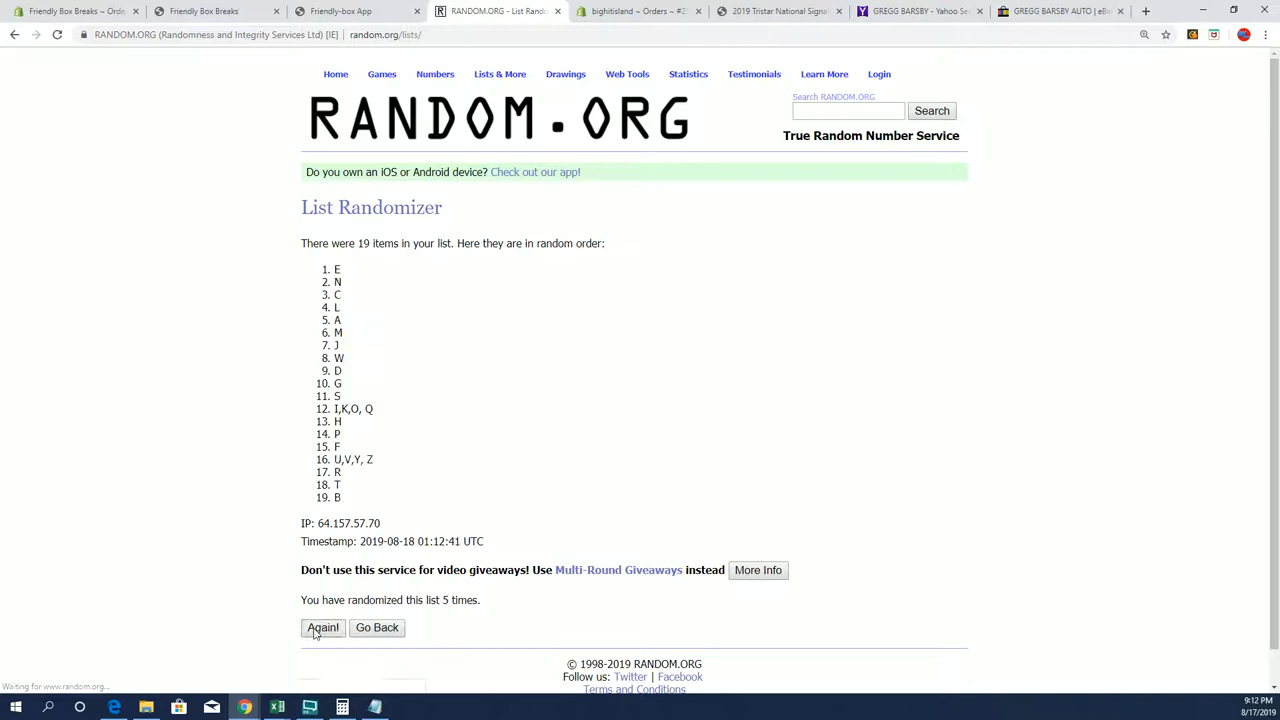 Friendly Box Breaks ~ Order
Friendly Box Breaks
Friendly-box App
RANDOM.ORG - List Rando
bighitisland ~ Orders ~ #23
2019 Tristar National Signat
GREGG BARSBY - Yahoo Se
GREGG BARSBY AUTO | eBa
RANDOM.ORG (Randomness and Integrity Services Ltd) [IE] | random.org/lists/
Home Games Numbers Lists & More Drawings Web Tools Statistics Testimonials Learn More Login
Search RANDOM.ORG
RANDOM.ORG
Search
True Random Number Service
Do you own an iOS or Android device? Check out our app!
List Randomizer
There were 19 items in your list. Here they are in random order:
1. E
2. N
3. C
4. L
5. A
6. M
7. J
8. W
9. D
10. G
11. S
12. I,K,O, Q
13. H
14. P
15. F
16. U,V,Y, Z
17. R
18. T
19. B
IP: 64.157.57.70
Timestamp: 2019-08-18 01:12:41 UTC
Don't use this service for video giveaways! Use Multi-Round Giveaways instead More Info
You have randomized this list 5 times.
Again! Go Back
© 1998-2019 RANDOM.ORG
Follow us: Twitter | Facebook
Terms and Conditions
Waiting for www.random.org...
9:12 PM
8/17/2019